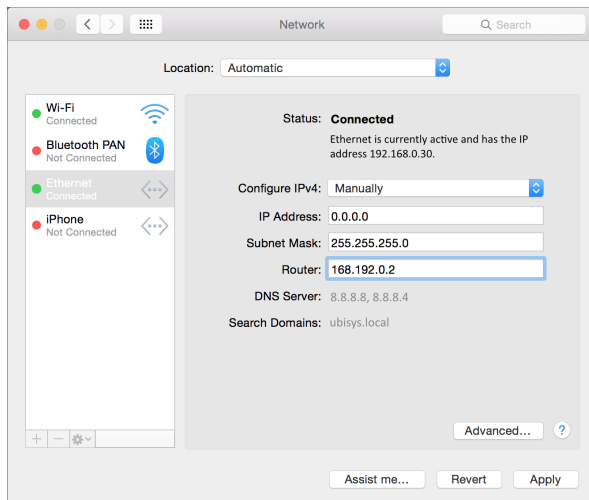 Network
Search
Location: Automatic
Wi-Fi
Connected
Bluetooth PAN
Not Connected
Ethernet
Connected
iPhone
Not Connected
Status: Connected
Ethernet is currently active and has the IP
address 192.168.0.30.
Configure IPv4: Manually
IP Address: 0.0.0.0
Subnet Mask: 255.255.255.0
Router: 168.192.0.2
DNS Server: 8.8.8.8, 8.8.8.4
Search Domains: ubisys.local
Advanced... ?
Assist me... Revert Apply